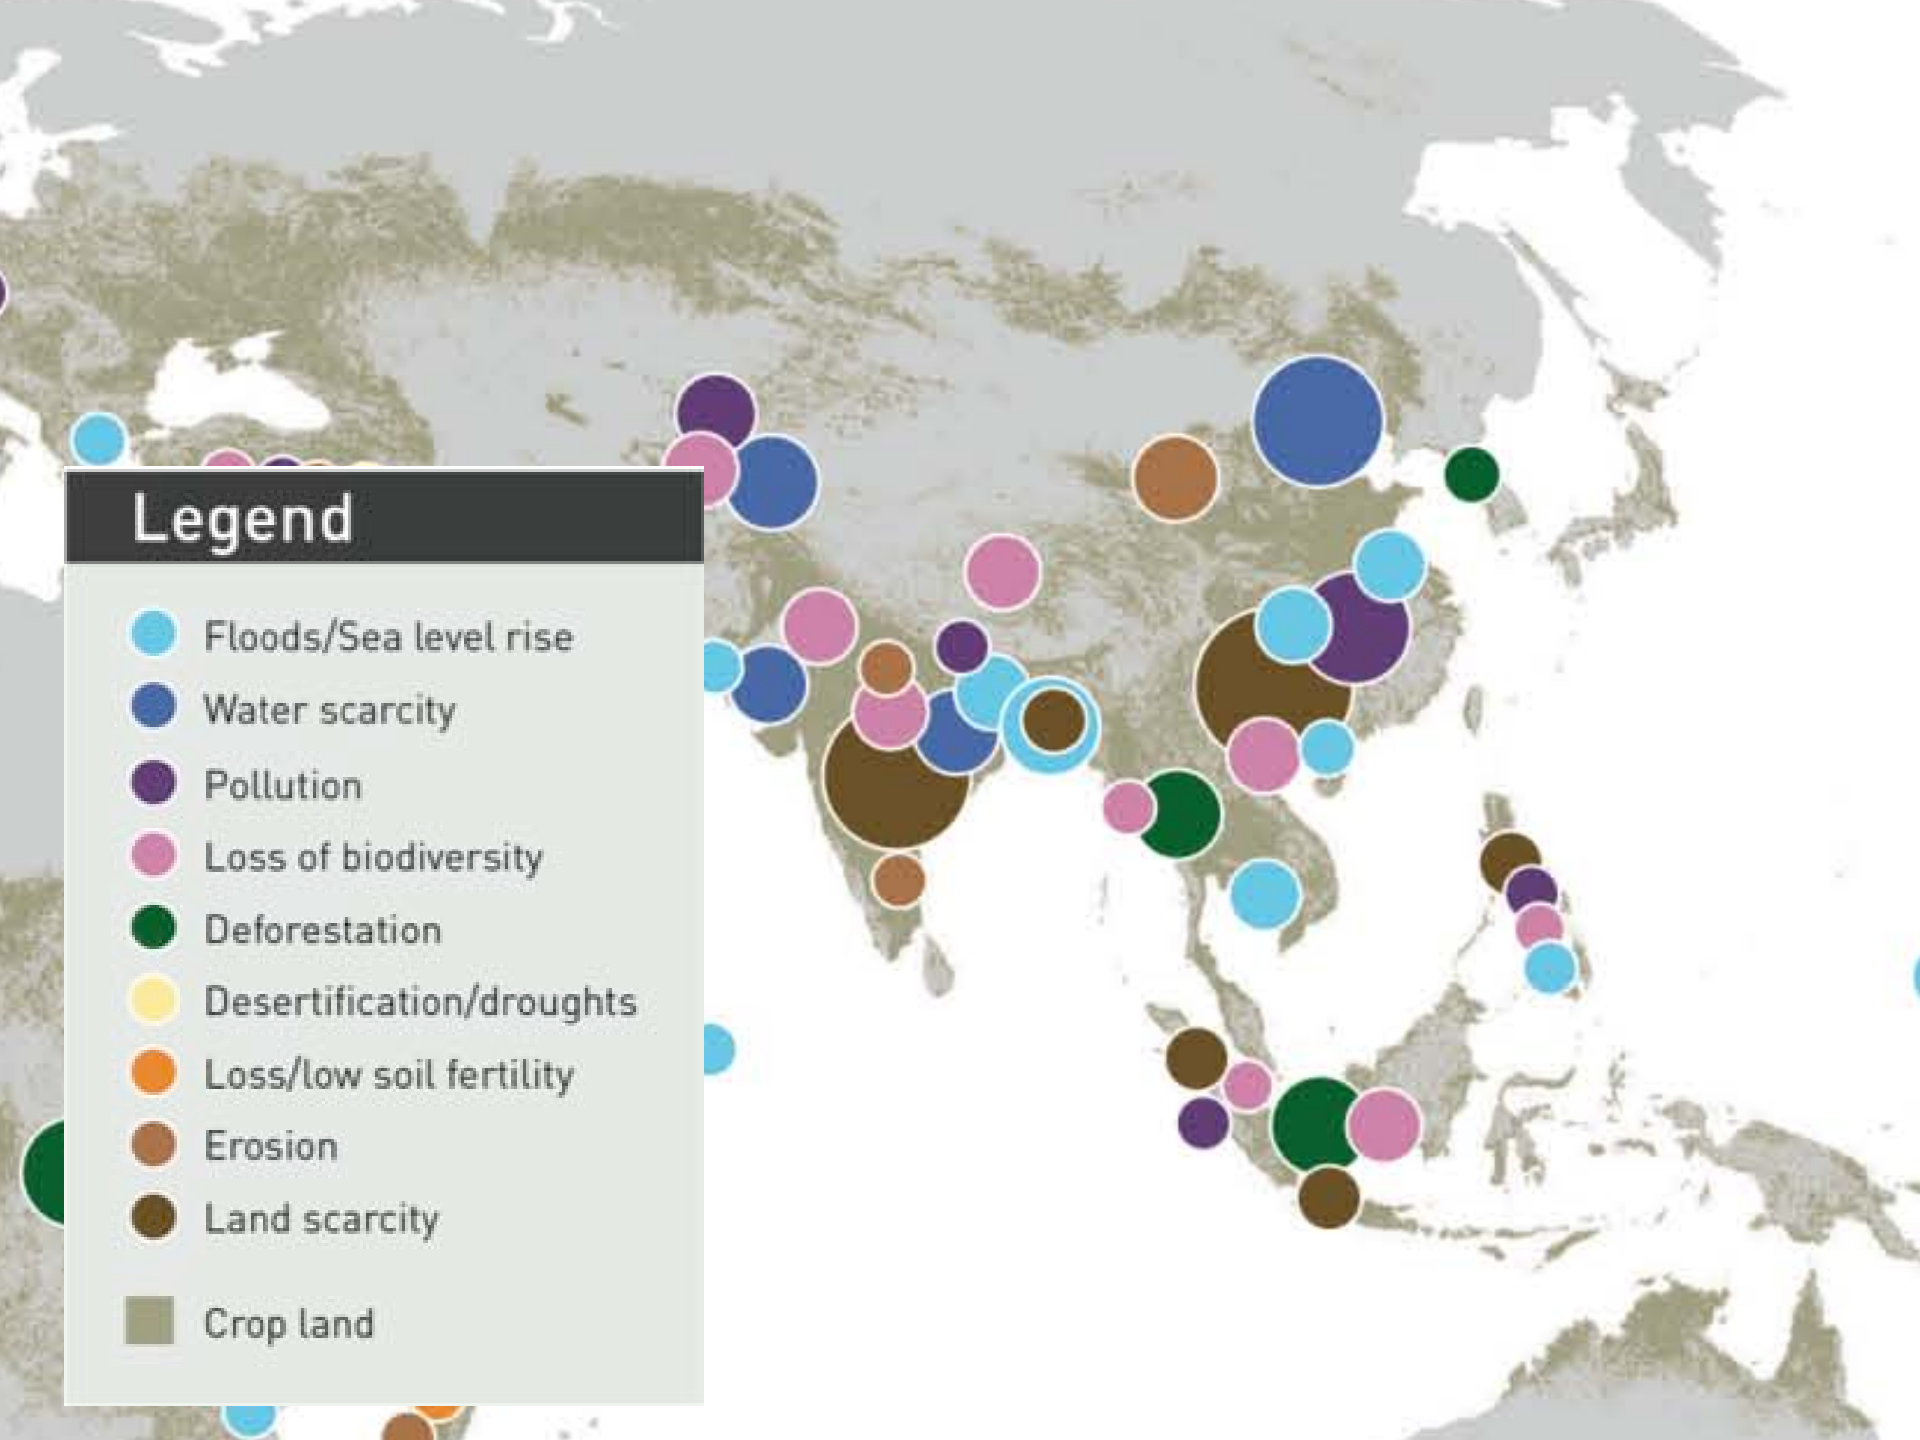 Legend
Floods/Sea level rise
Water scarcity
Pollution
Loss of biodiversity
Deforestation
Desertification/droughts
Loss/low soil fertility
Erosion
Land scarcity
Crop land